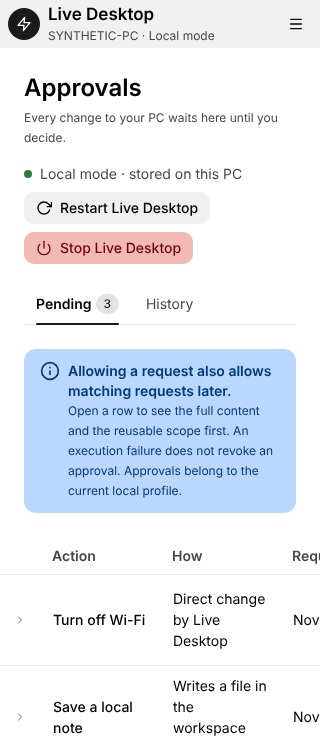 Live Desktop
SYNTHETIC-PC · Local mode
Approvals
Every change to your PC waits here until you
decide.
Local mode · stored on this PC
Restart Live Desktop
Stop Live Desktop
Pending 3 History
Allowing a request also allows
matching requests later.
Open a row to see the full content
and the reusable scope first. An
execution failure does not revoke an
approval. Approvals belong to the
current local profile.
Action How
Direct change
Turn off Wi-Fi by Live Nov
Desktop
Writes a file in
Save a local the
note workspace Nov